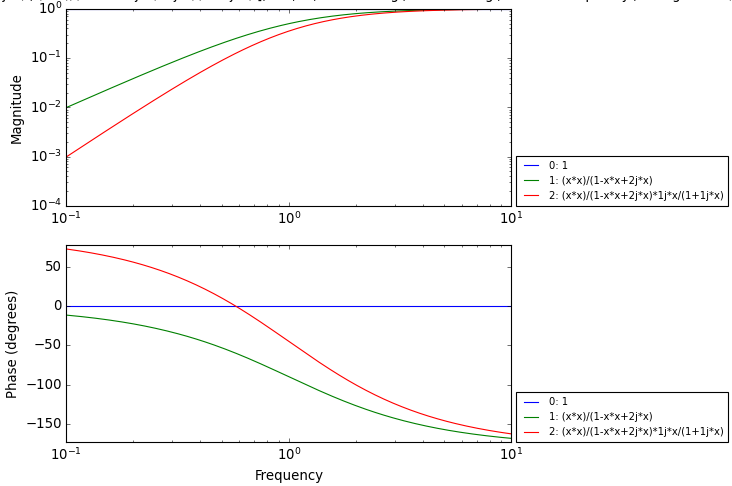 10^0
10^-1
Magnitude
10^-2
10^-3
10^-4
10^-1 10^0 10^1
0: 1
1: (x*x)/(1-x*x+2j*x)
2: (x*x)/(1-x*x+2j*x)*1j*x/(1+1j*x)
50
0
Phase (degrees)
−50
−100
−150
10^-1 10^0 10^1
Frequency
0: 1
1: (x*x)/(1-x*x+2j*x)
2: (x*x)/(1-x*x+2j*x)*1j*x/(1+1j*x)